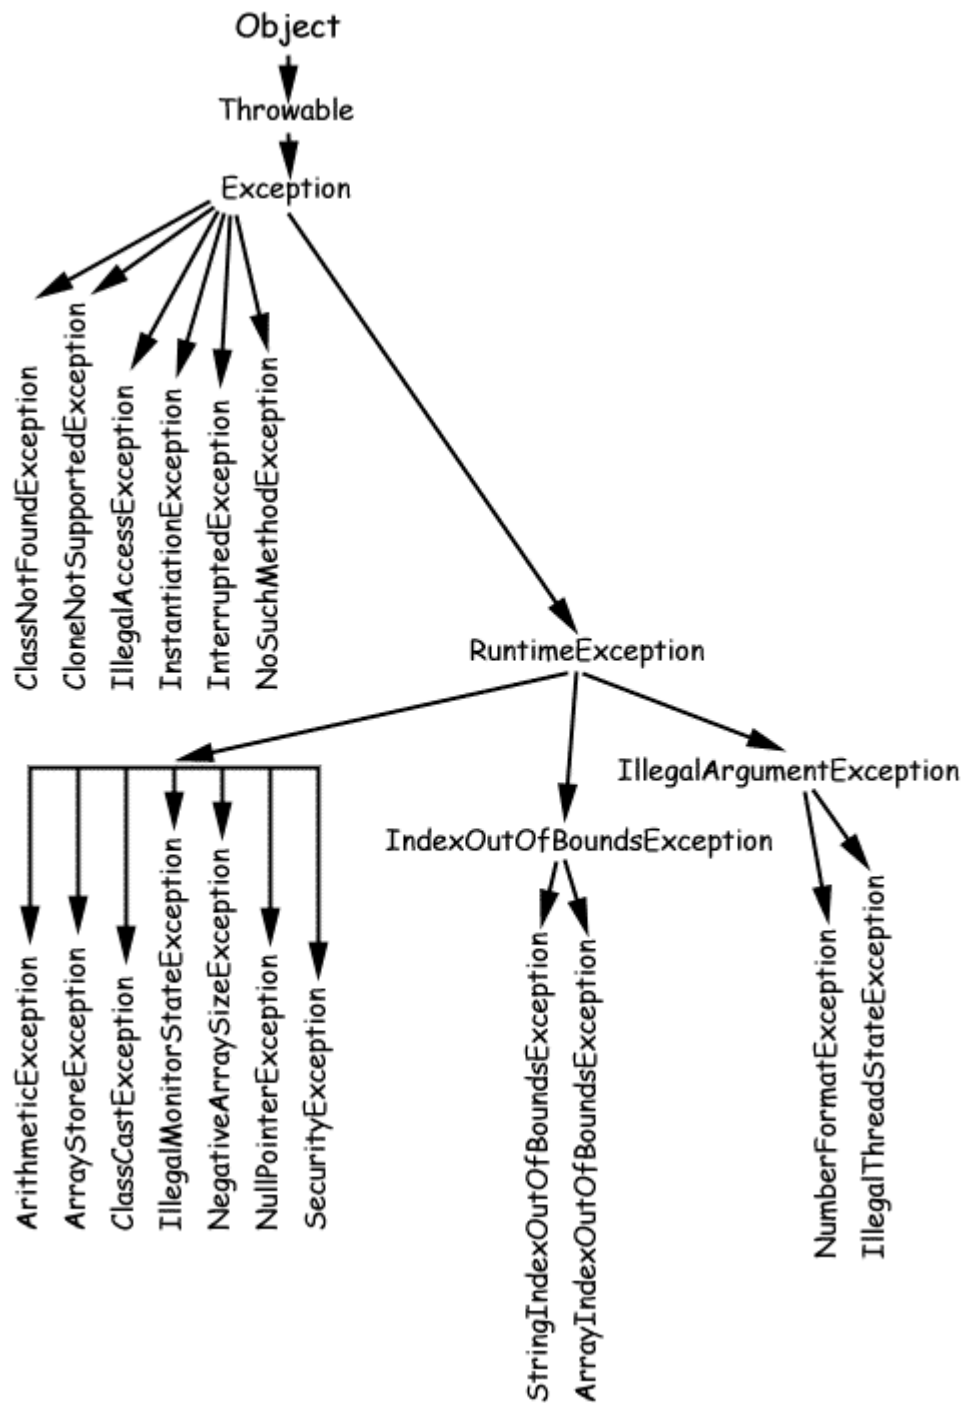 Object
Throwable
Exception
ClassNotFoundException
CloneNotSupportedException
IllegalAccessException
InstantiationException
InterruptedException
NoSuchMethodException
RuntimeException
IllegalArgumentException
IndexOutOfBoundsException
ArithmeticException
ArrayStoreException
ClassCastException
IllegalMonitorStateException
NegativeArraySizeException
NullPointerException
SecurityException
StringIndexOutOfBoundsException
ArrayIndexOutOfBoundsException
NumberFormatException
IllegalThreadStateException